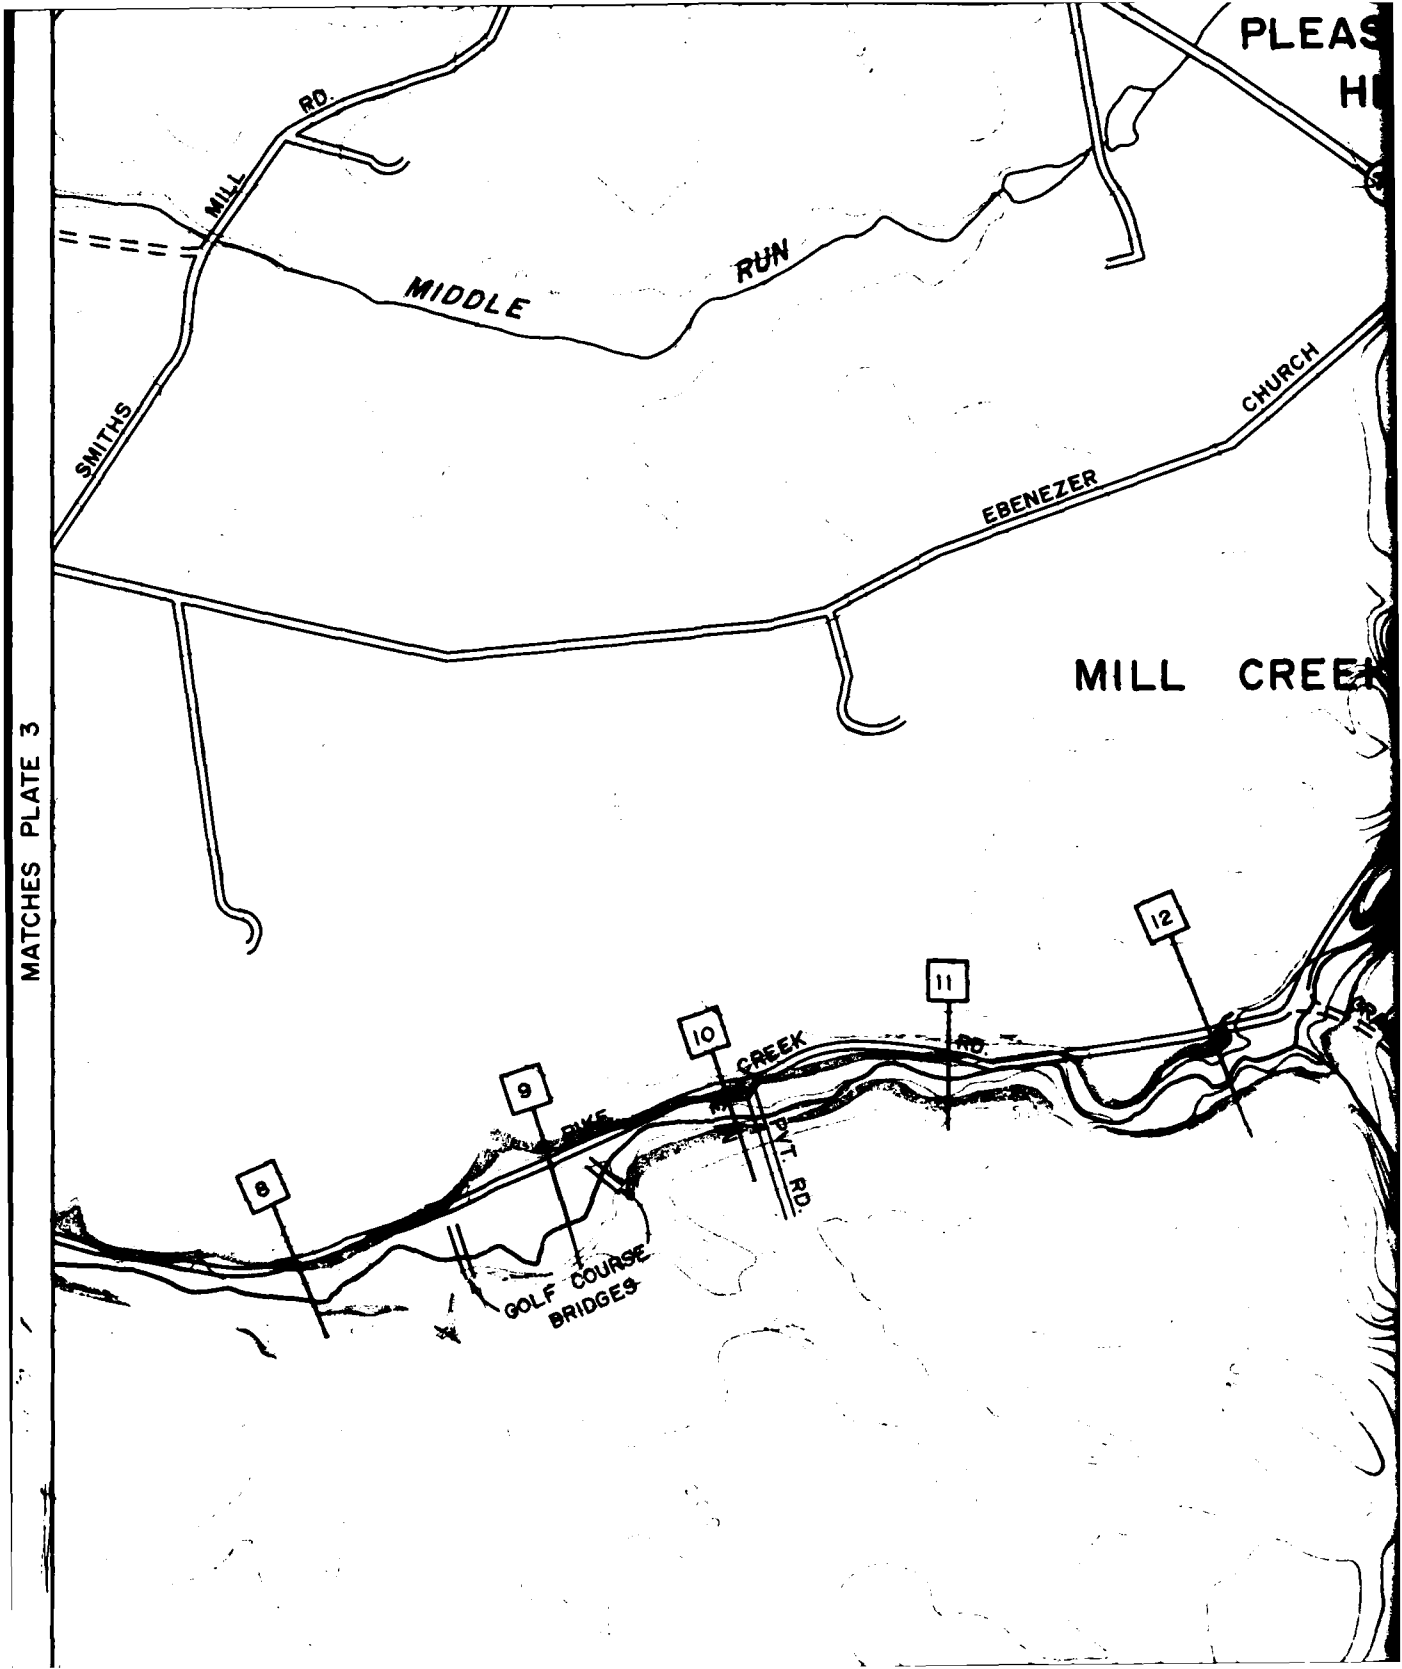 PLEAS
H
RD.
MILL
SMITHS
MIDDLE RUN
EBENEZER CHURCH
MILL CREEK
MATCHES PLATE 3
12
11
10
9
8
PIKE CREEK RD.
PVT. RD.
GOLF COURSE
BRIDGES